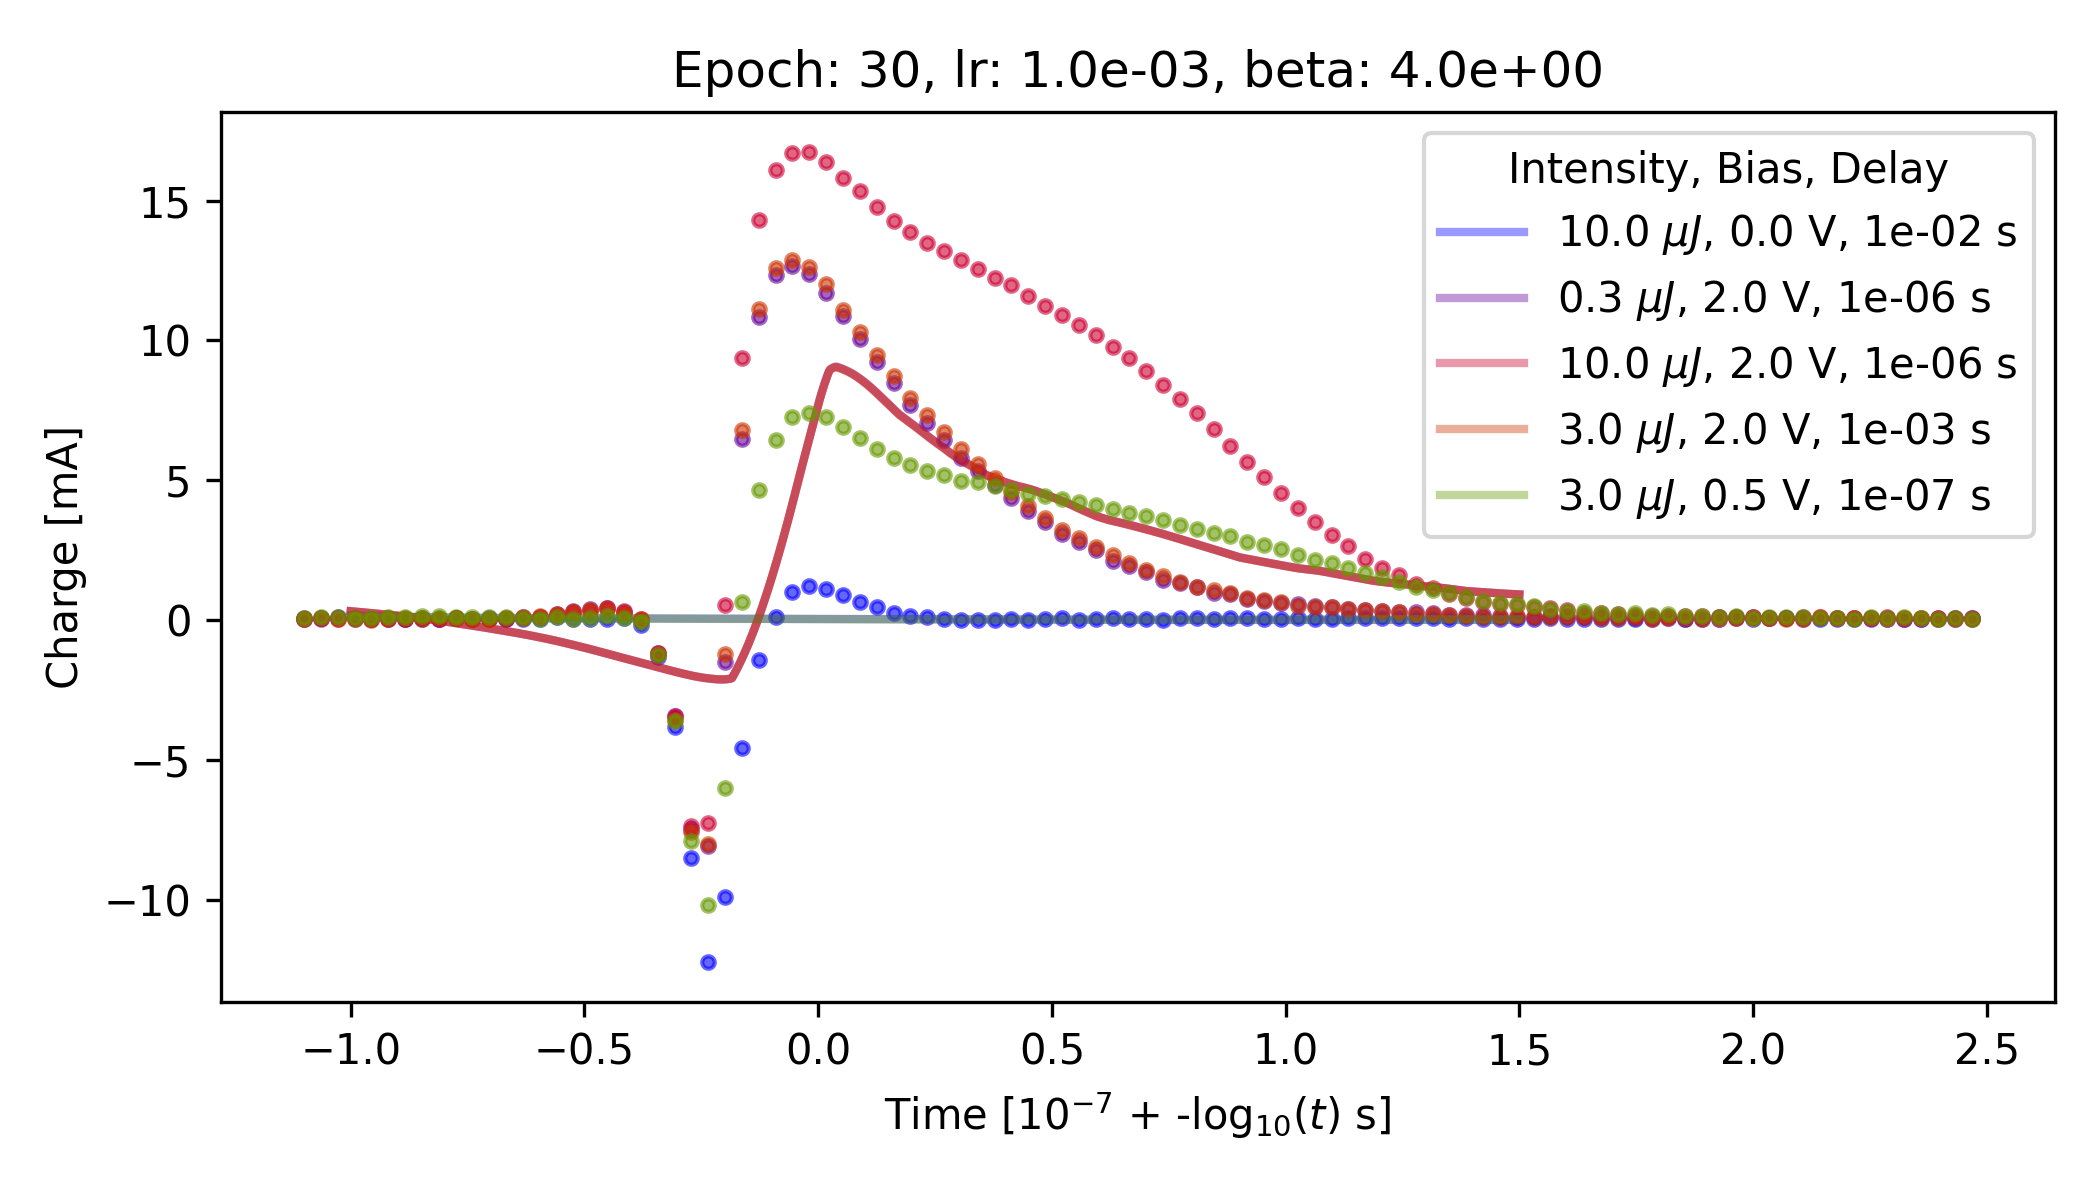 Epoch: 30, lr: 1.0e-03, beta: 4.0e+00
Charge [mA]
15
10
5
0
−5
−10
Intensity, Bias, Delay
10.0 μJ, 0.0 V, 1e-02 s
0.3 μJ, 2.0 V, 1e-06 s
10.0 μJ, 2.0 V, 1e-06 s
3.0 μJ, 2.0 V, 1e-03 s
3.0 μJ, 0.5 V, 1e-07 s
−1.0 −0.5 0.0 0.5 1.0 1.5 2.0 2.5
Time [10⁻⁷ + -log₁₀(t) s]